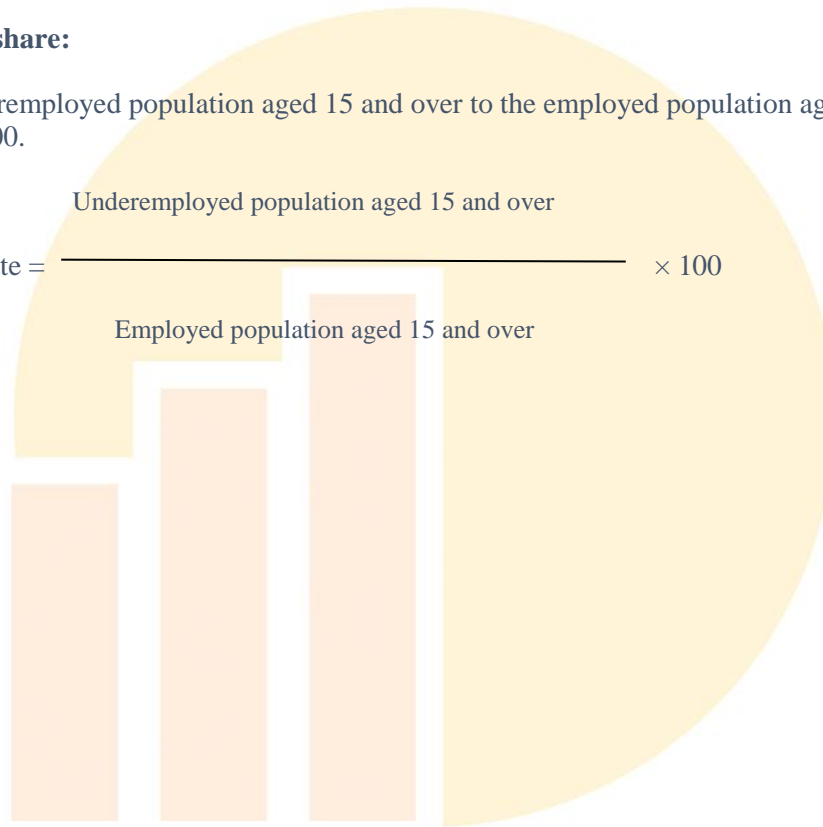 share:
remployed population aged 15 and over to the employed population ag
00.
Underemployed population aged 15 and over
te = × 100
Employed population aged 15 and over